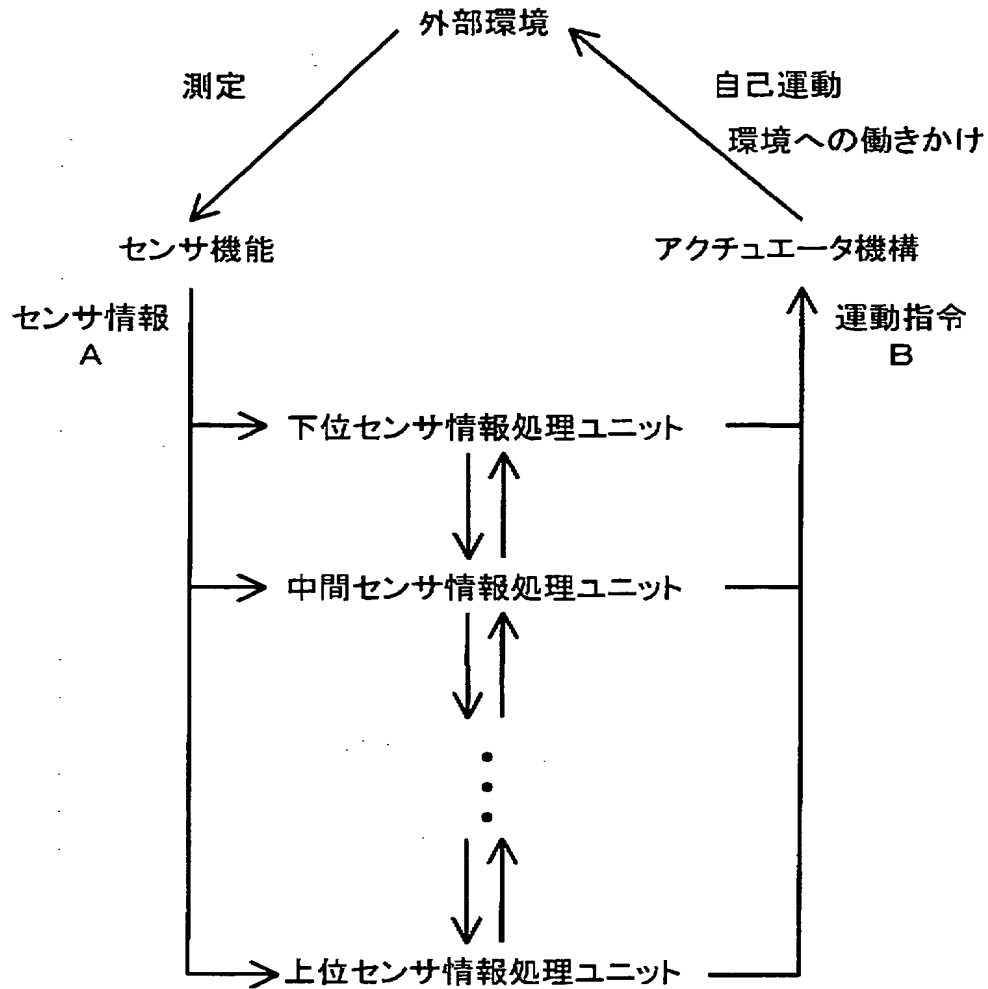 外部環境
測定
自己運動
環境への働きかけ
センサ機能
アクチュエータ機構
センサ情報
A
運動指令
B
下位センサ情報処理ユニット
中間センサ情報処理ユニット
上位センサ情報処理ユニット